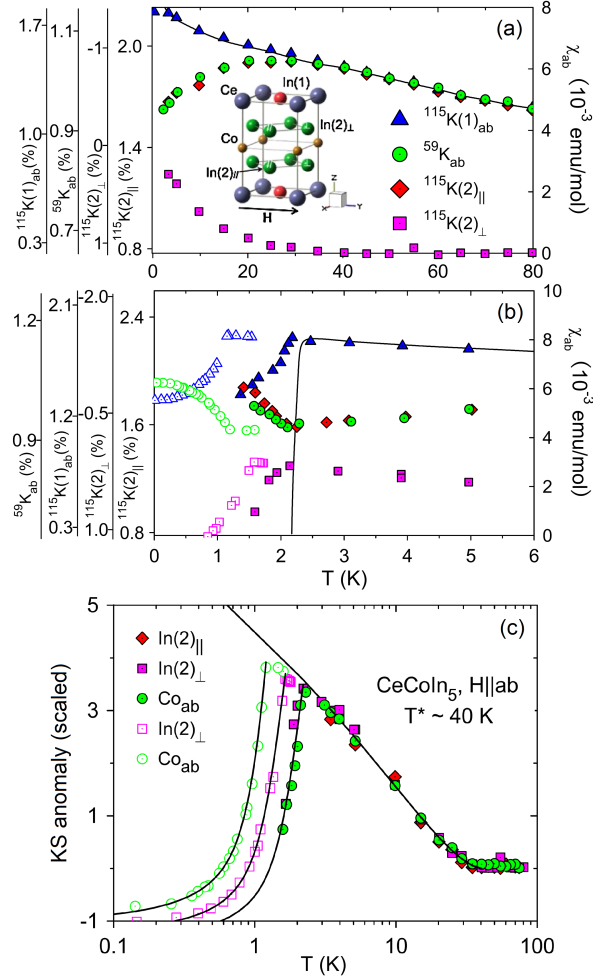 (a)
1.7
1.1
-1
2.0
8
6
4
2
0
1.0
0.9
0
1.4
0.3
0.7
1
0.8
¹¹⁵K(1)ab(%)
⁵⁹Kab(%)
¹¹⁵K(2)⊥(%)
¹¹⁵K(2)||(%)
χab (10⁻³ emu/mol)
Ce
In(1)
In(2)⊥
Co
In(2)//
H
Z
X
Y
¹¹⁵K(1)ab
⁵⁹Kab
¹¹⁵K(2)||
¹¹⁵K(2)⊥
0 20 40 60 80
(b)
1.2
2.1
-2.0
2.4
10
8
6
4
2
0
0.9
1.2
-0.5
1.6
0.3
1.0
0.8
⁵⁹Kab(%)
¹¹⁵K(1)ab(%)
¹¹⁵K(2)⊥(%)
¹¹⁵K(2)||(%)
χab (10⁻³ emu/mol)
0 1 2 3 4 5 6
T (K)
(c)
5
3
1
-1
KS anomaly (scaled)
In(2)||
In(2)⊥
Coab
In(2)⊥
Coab
CeCoIn₅, H||ab
T* ~ 40 K
0.1 1 10 100
T (K)